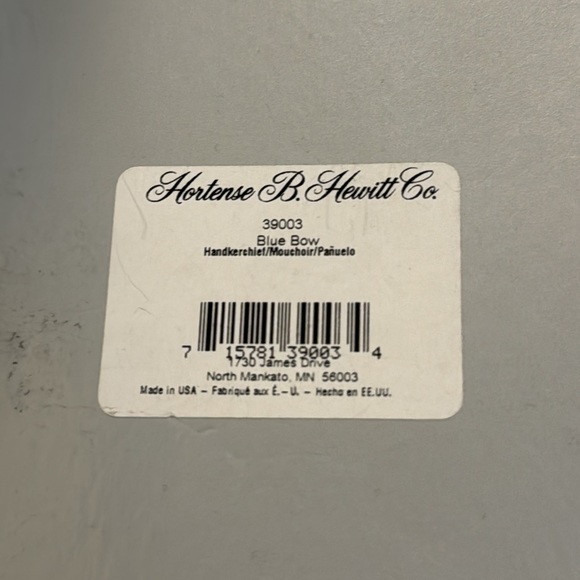 Hortense B. Hewitt Co.
39003
Blue Bow
Handkerchief/Mouchoir/Pañuelo
7 15781 39003 4
1730 James Drive
North Mankato, MN 56003
Made in USA – Fabriqué aux É.–U. – Hecho en EE.UU.